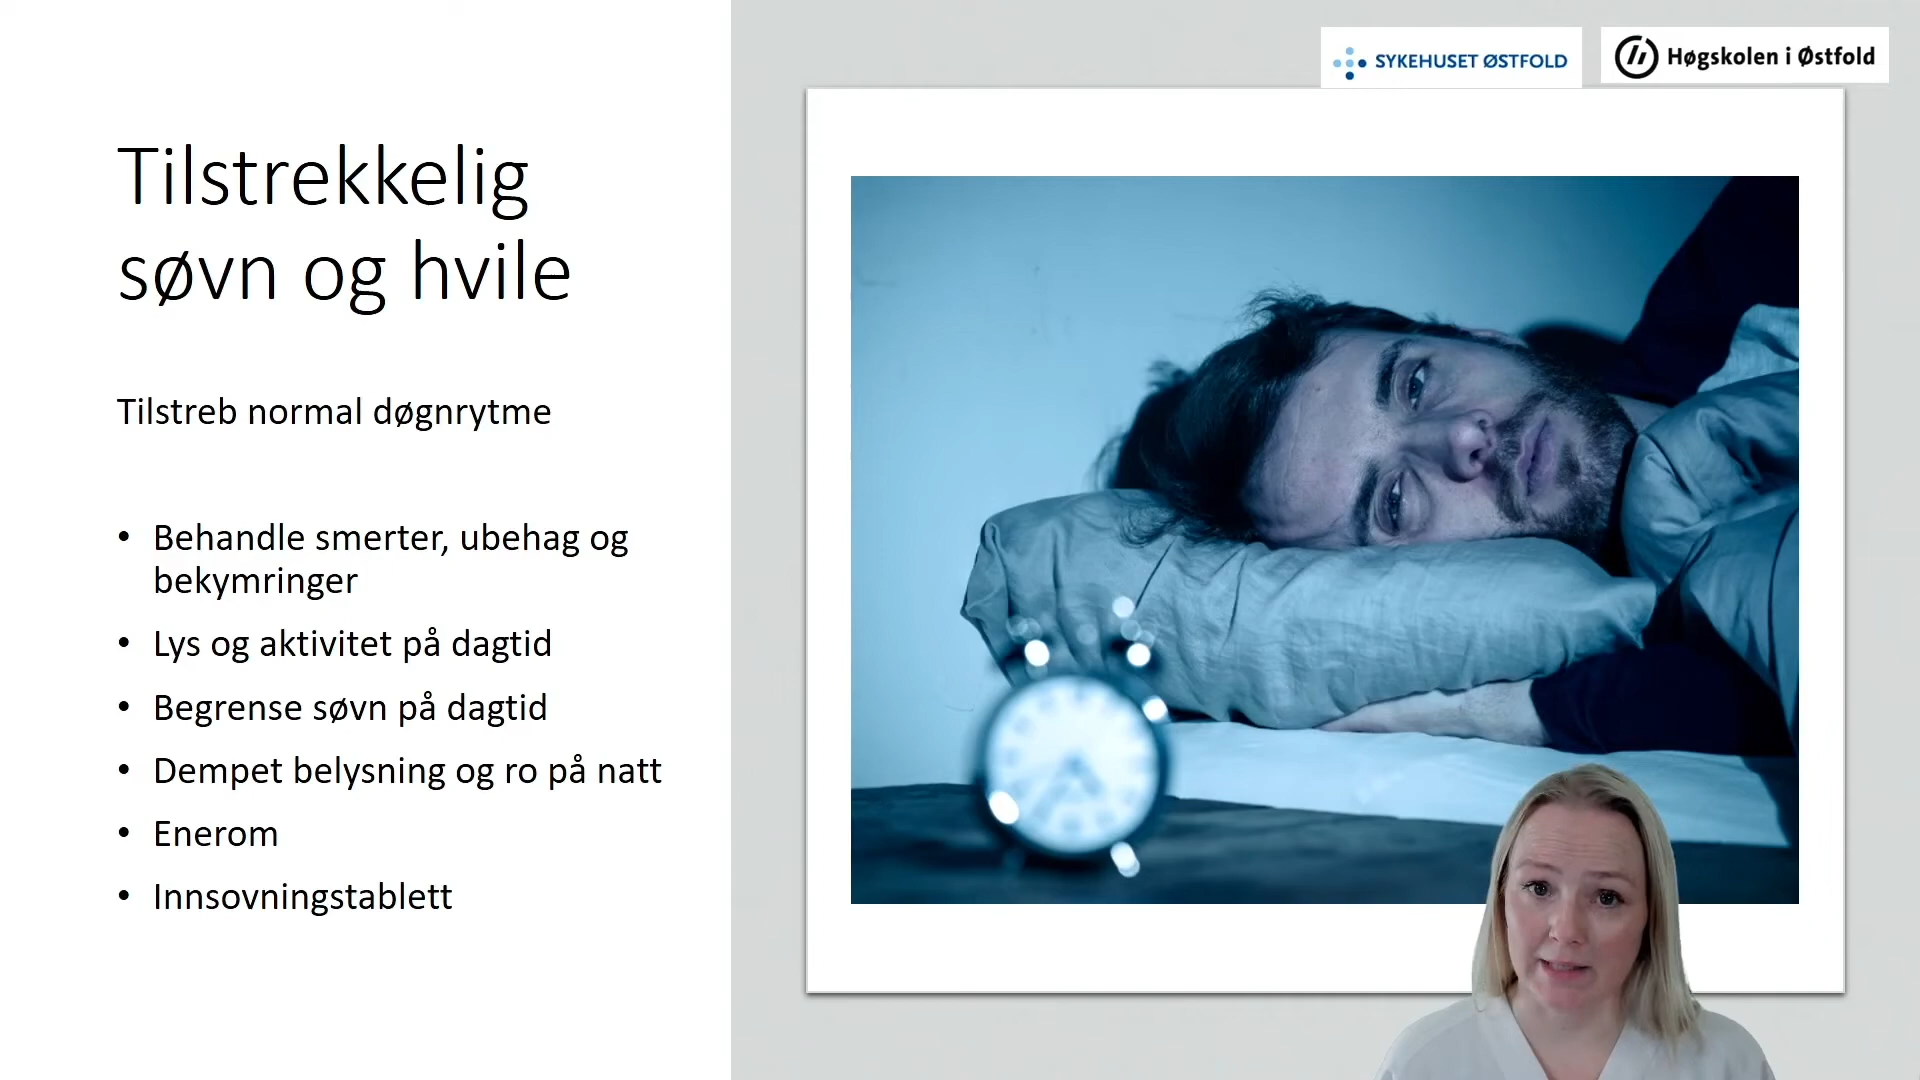 SYKEHUSET ØSTFOLD
Høgskolen i Østfold
Tilstrekkelig
søvn og hvile
Tilstreb normal døgnrytme
• Behandle smerter, ubehag og
bekymringer
• Lys og aktivitet på dagtid
• Begrense søvn på dagtid
• Dempet belysning og ro på natt
• Enerom
• Innsovningstablett